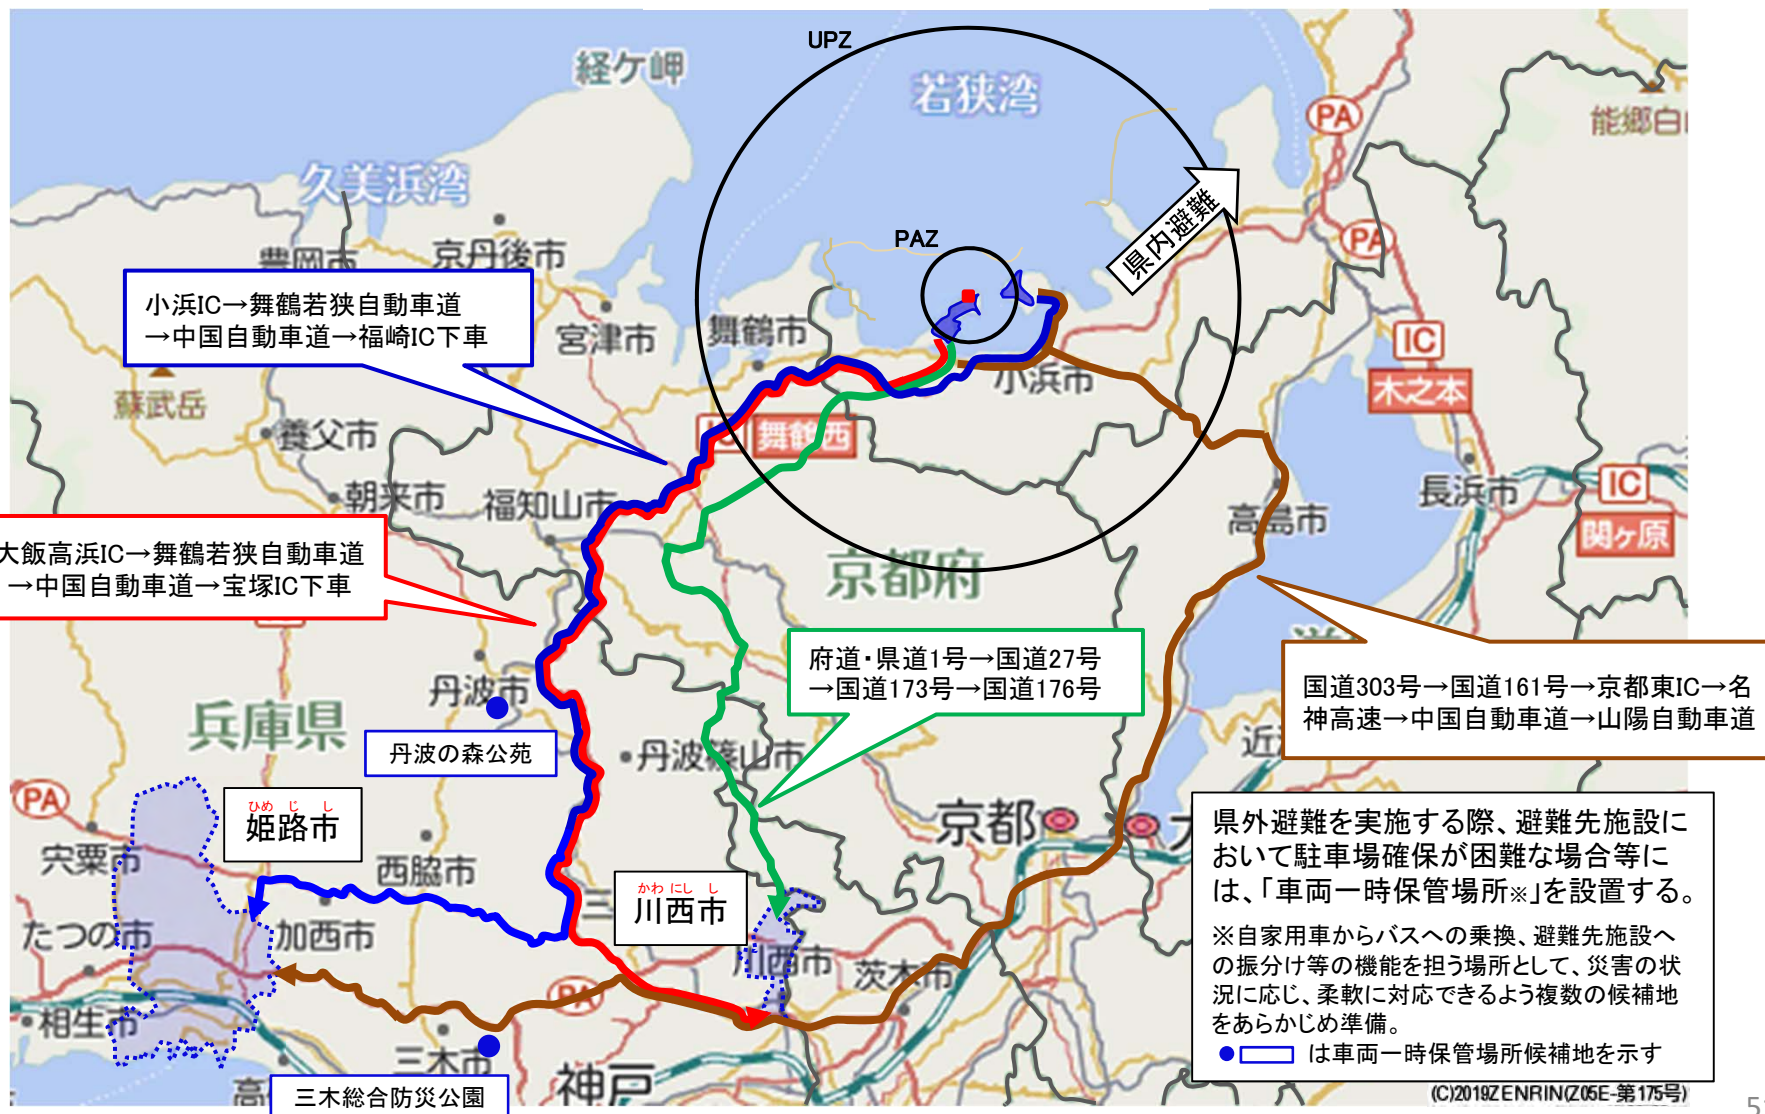 UPZ
経ケ岬
若狭湾
PA
能郷白
久美浜湾
県内避難
PAZ
PA
豊岡市
京丹後市
小浜IC→舞鶴若狭自動車道
→中国自動車道→福崎IC下車
宮津市
舞鶴市
IC
木之本
小浜市
蘇武岳
養父市
IC
舞鶴西
朝来市
福知山市
長浜市
IC
関ヶ原
高島市
大飯高浜IC→舞鶴若狭自動車道
→中国自動車道→宝塚IC下車
京都府
府道・県道1号→国道27号
→国道173号→国道176号
国道303号→国道161号→京都東IC→名
神高速→中国自動車道→山陽自動車道
丹波市
兵庫県
丹波の森公苑
丹波篠山市
近
PA
ひめ じ し
姫路市
京都
大
宍粟市
西脇市
三
かわ にし し
川西市
県外避難を実施する際、避難先施設に
おいて駐車場確保が困難な場合等に
は、「車両一時保管場所※」を設置する。
※自家用車からバスへの乗換、避難先施設へ
の振分け等の機能を担う場所として、災害の状
況に応じ、柔軟に対応できるよう複数の候補地
をあらかじめ準備。
は車両一時保管場所候補地を示す
たつの市
加西市
川西市
茨木市
PA
相生市
三木市
神戸
高
三木総合防災公園
(C)2019ZENRIN(Z05E-第175号)